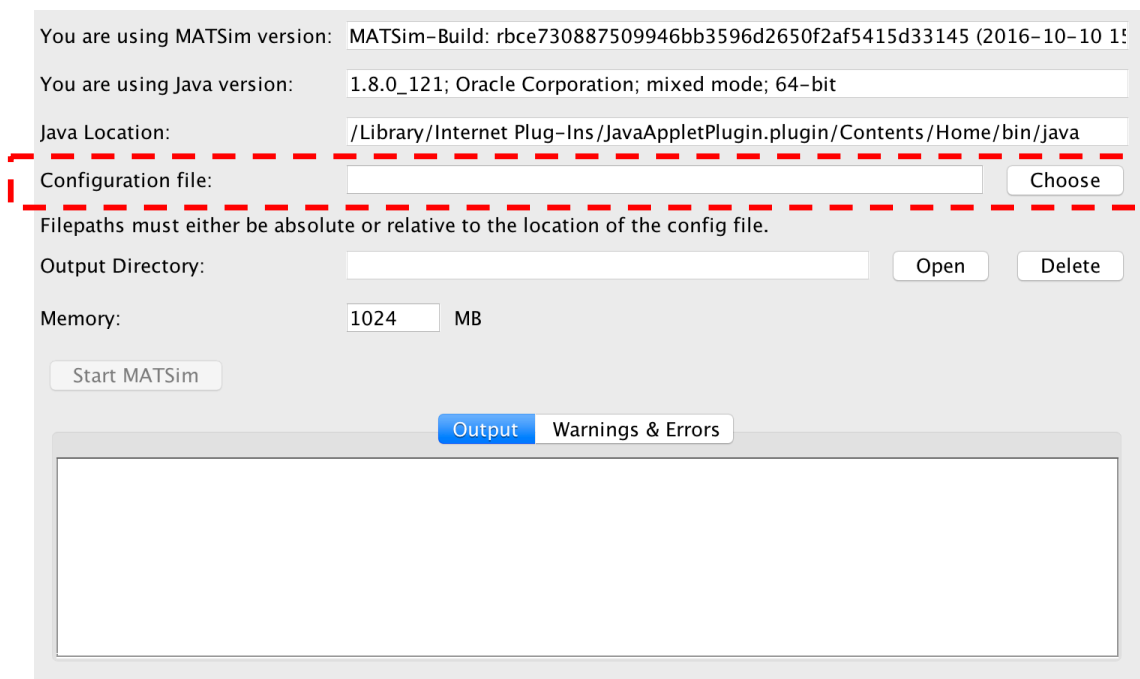 You are using MATSim version: MATSim-Build: rbce730887509946bb3596d2650f2af5415d33145 (2016-10-10 15
You are using Java version: 1.8.0_121; Oracle Corporation; mixed mode; 64-bit
Java Location: /Library/Internet Plug-Ins/JavaAppletPlugin.plugin/Contents/Home/bin/java
Configuration file: Choose
Filepaths must either be absolute or relative to the location of the config file.
Output Directory: Open Delete
Memory: 1024 MB
Start MATSim
Output Warnings & Errors